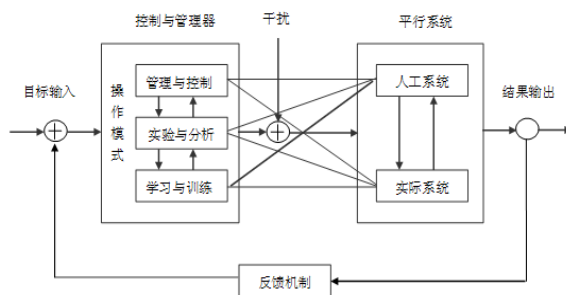 控制与管理器
干扰
平行系统
目标输入
操作模式
管理与控制
实验与分析
学习与训练
人工系统
实际系统
结果输出
反馈机制